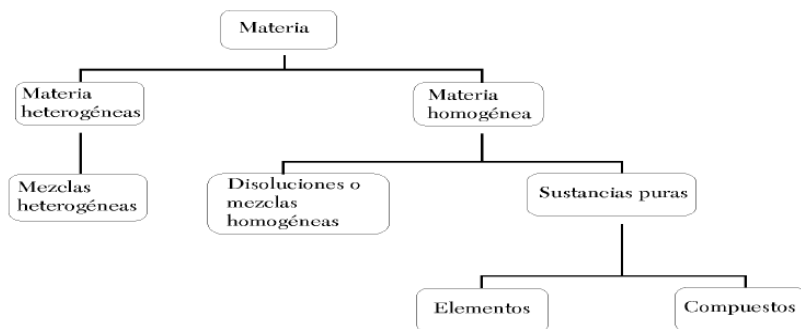 Materia
Materia
heterogéneas
Materia
homogénea
Mezclas
heterogéneas
Disoluciones o
mezclas
homogéneas
Sustancias puras
Elementos
Compuestos